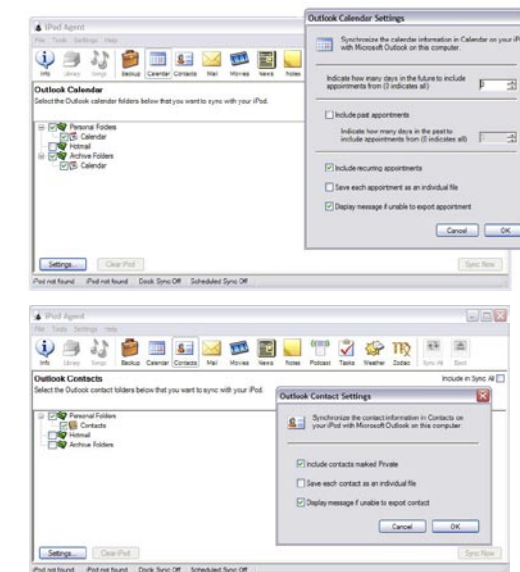 iPod Agent
File Tools Settings Help
Info Library Songs Backup Calendar Contacts Mail Movies News Notes
Outlook Calendar
Select the Outlook calendar folders below that you want to sync with your iPod.
Personal Folders
Calendar
Hotmail
Archive Folders
Calendar
Settings... Clear iPod Sync Now
iPod not found iPod not found Dock Sync Off Scheduled Sync Off
Outlook Calendar Settings
Synchronize the calendar information in Calendar on your iPo
with Microsoft Outlook on this computer.
Indicate how many days in the future to include
appointments from (0 indicates all)
Include past appointments
Indicate how many days in the past to
include appointments from (0 indicates all)
Include recurring appointments
Save each appointment as an individual file
Display message if unable to export appointment
Cancel OK
iPod Agent
File Tools Settings Help
Info Library Songs Backup Calendar Contacts Mail Movies News Notes Podcast Tasks Weather Zodiac Sync All Eject
Outlook Contacts
Include in Sync All
Select the Outlook contact folders below that you want to sync with your iPod.
Personal Folders
Contacts
Hotmail
Archive Folders
Settings... Clear iPod Sync Now
iPod not found iPod not found Dock Sync Off Scheduled Sync Off
Outlook Contact Settings
Synchronize the contact information in Contacts on
your iPod with Microsoft Outlook on this computer.
Include contacts marked Private
Save each contact as an individual file
Display message if unable to export contact
Cancel OK